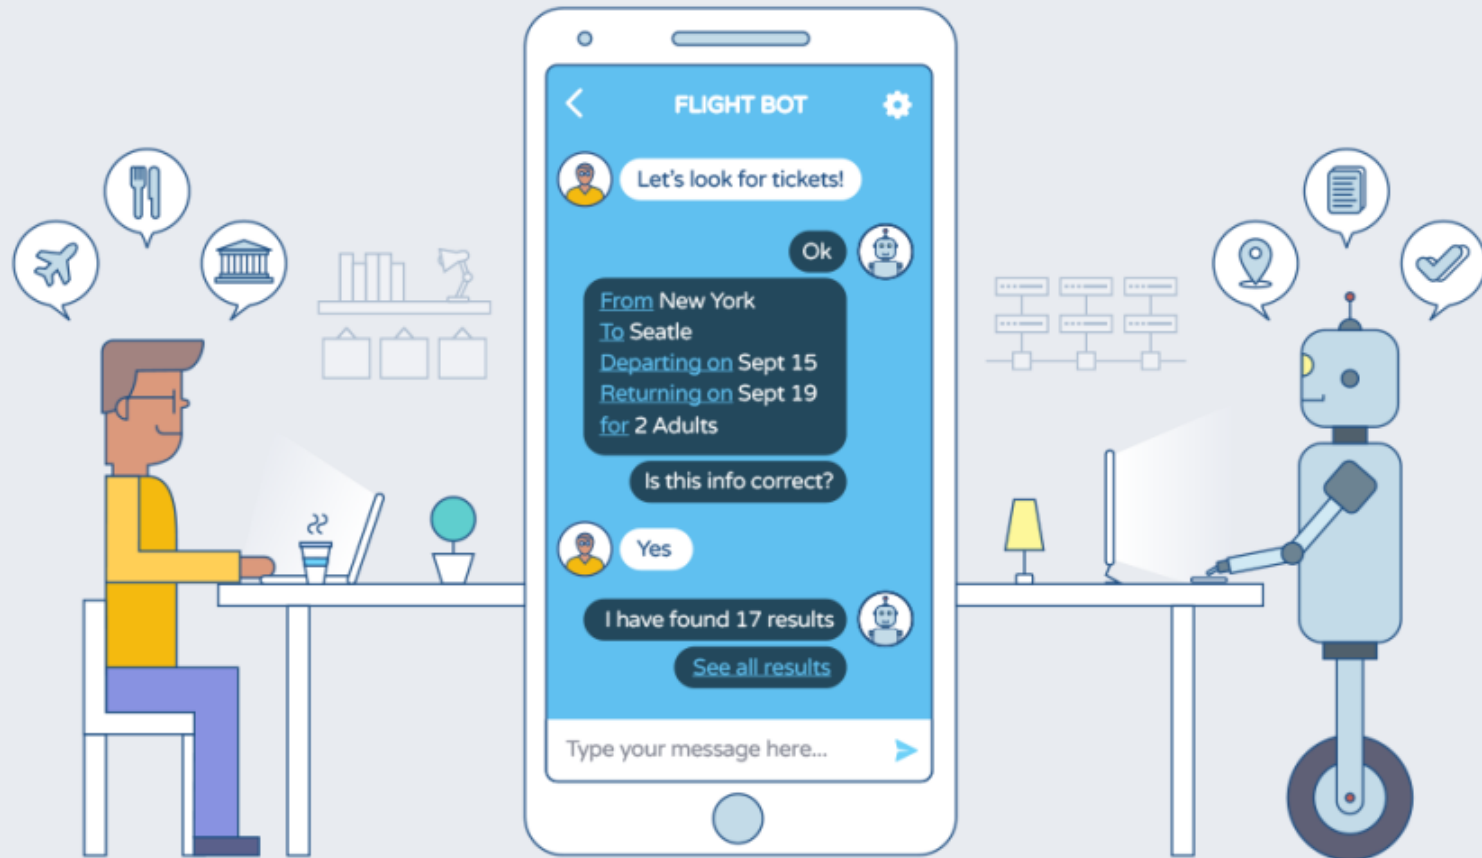 FLIGHT BOT
Let's look for tickets!
Ok
From New York
To Seatle
Departing on Sept 15
Returning on Sept 19
for 2 Adults
Is this info correct?
Yes
I have found 17 results
See all results
Type your message here...